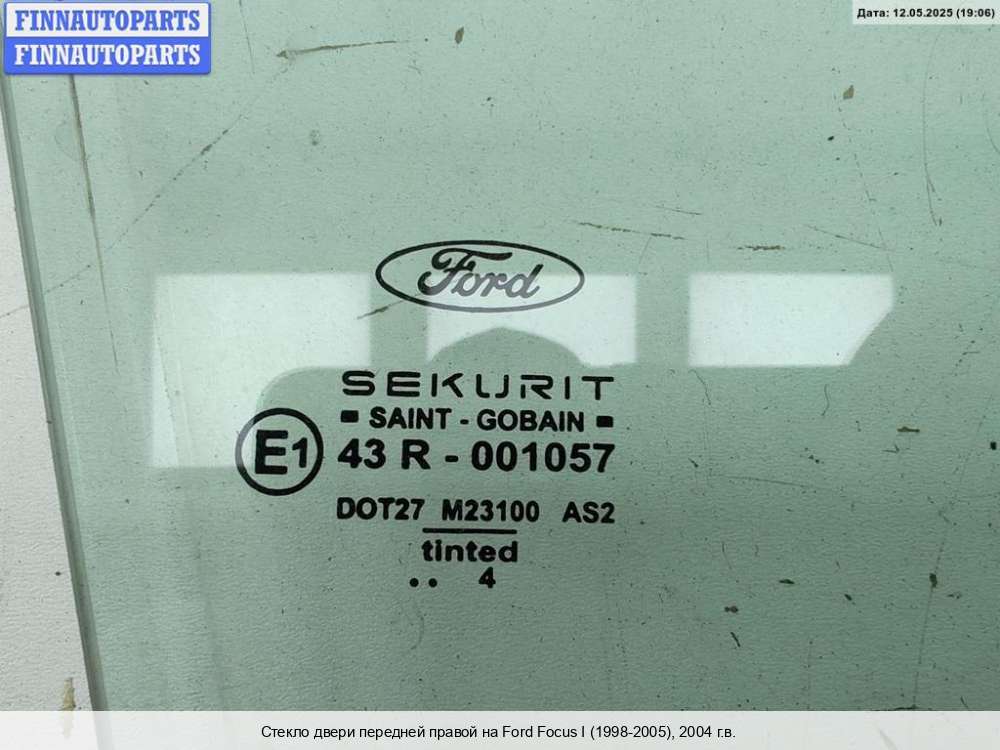 FINNAUTOPARTS
FINNAUTOPARTS
Дата: 12.05.2025 (19:06)
Ford
SEKURIT
SAINT - GOBAIN
E1 43 R - 001057
DOT27 M23100 AS2
tinted
.. 4
Стекло двери передней правой на Ford Focus I (1998-2005), 2004 г.в.